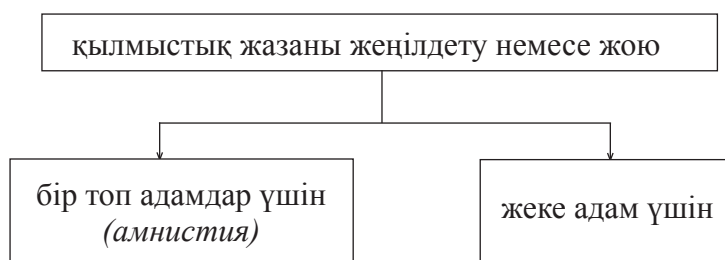 қылмыстық жазаны жеңілдету немесе жою
бір топ адамдар үшін
(амнистия)
жеке адам үшін